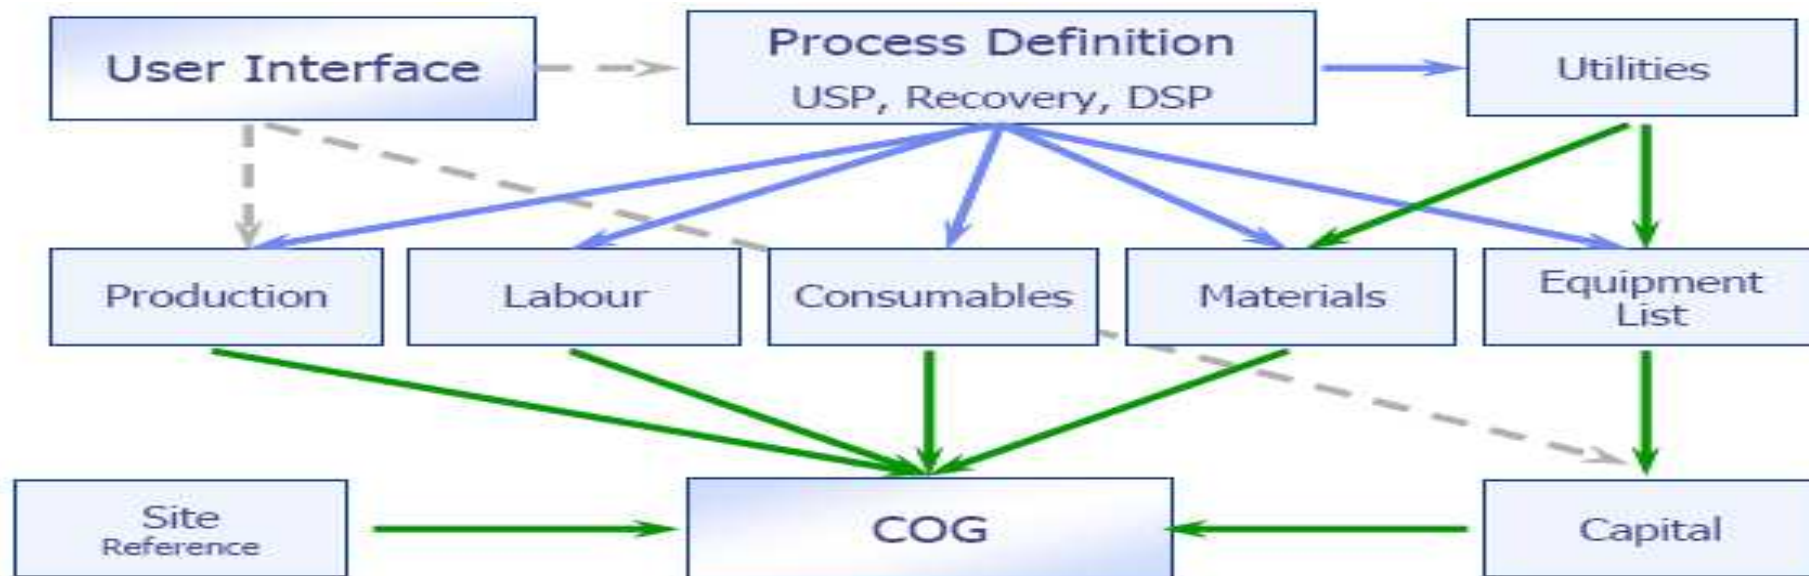 User Interface
Process Definition
USP, Recovery, DSP
Utilities
Production
Labour
Consumables
Materials
Equipment
List
Site
Reference
COG
Capital